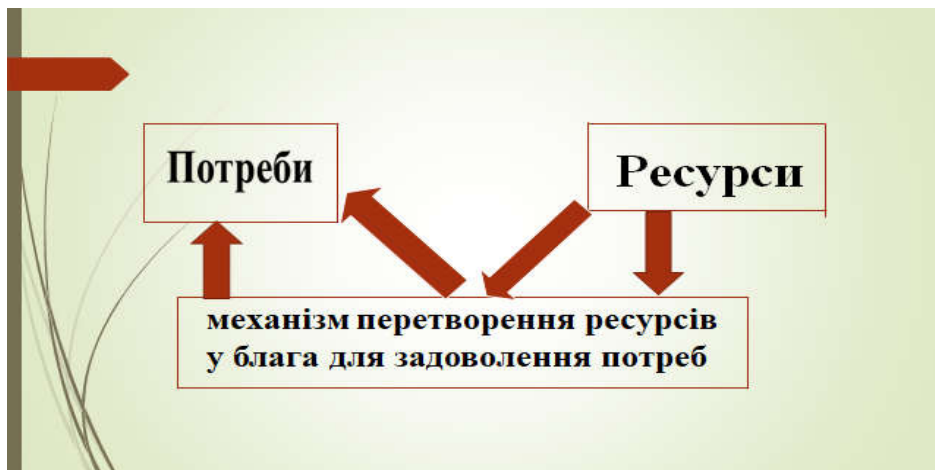 Потреби
Ресурси
механізм перетворення ресурсів
у блага для задоволення потреб